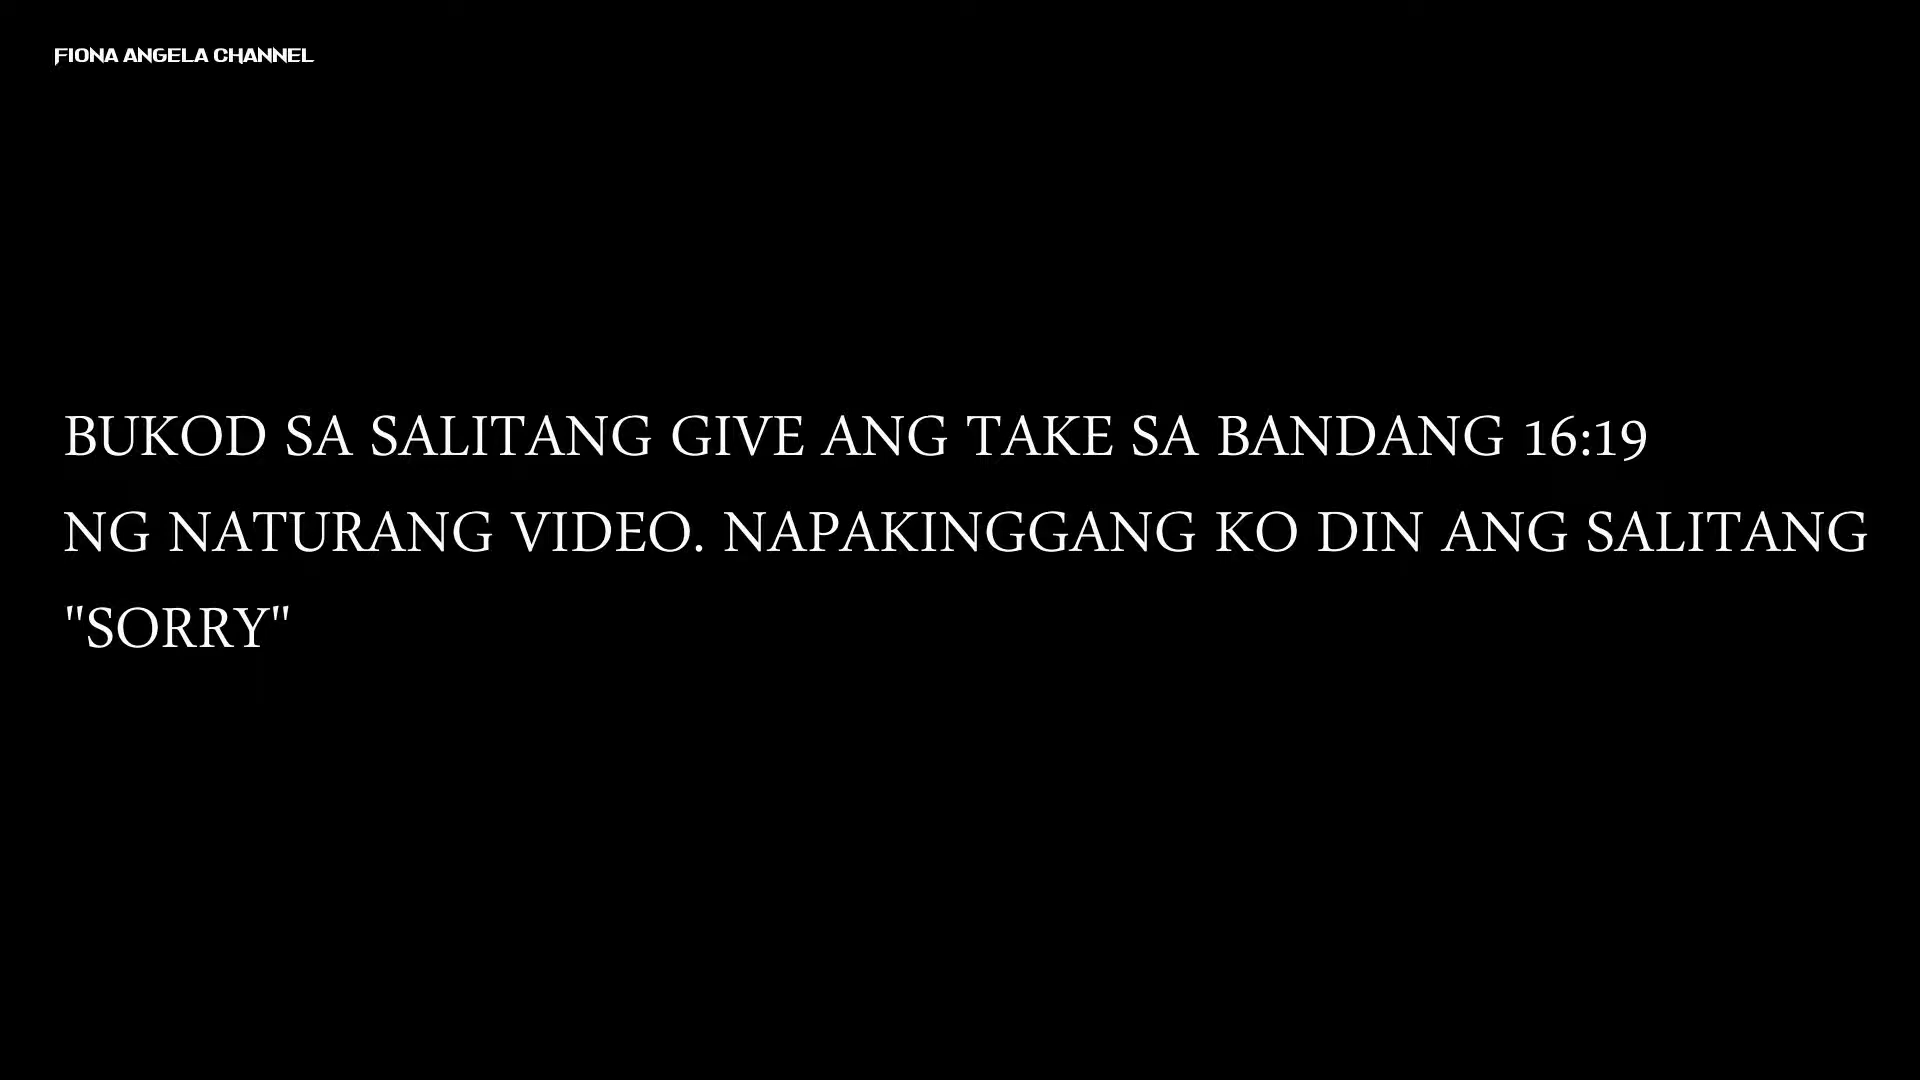 FIONA ANGELA CHANNEL
BUKOD SA SALITANG GIVE ANG TAKE SA BANDANG 16:19
NG NATURANG VIDEO. NAPAKINGGANG KO DIN ANG SALITANG
"SORRY"